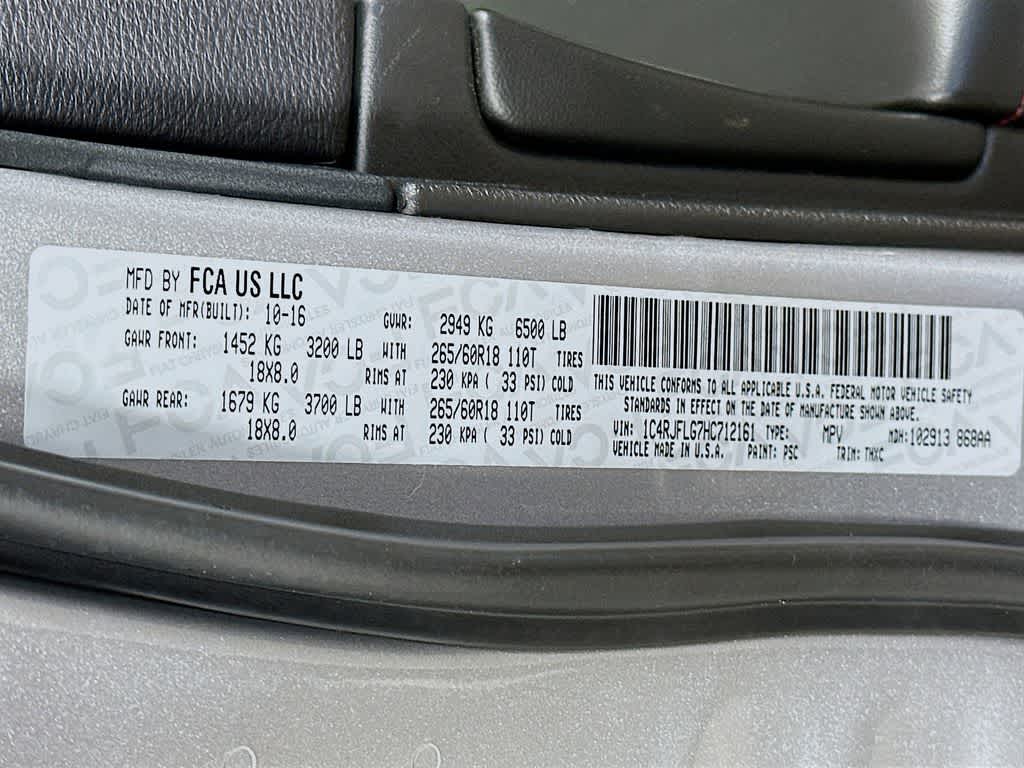 MFD BY FCA US LLC
DATE OF MFR(BUILT): 10-16 GVWR: 2949 KG 6500 LB
GAWR FRONT: 1452 KG 3200 LB WITH 265/60R18 110T TIRES
18X8.0 RIMS AT 230 KPA ( 33 PSI) COLD
GAWR REAR: 1679 KG 3700 LB WITH 265/60R18 110T TIRES
18X8.0 RIMS AT 230 KPA ( 33 PSI) COLD
THIS VEHICLE CONFORMS TO ALL APPLICABLE U.S.A. FEDERAL MOTOR VEHICLE SAFETY
STANDARDS IN EFFECT ON THE DATE OF MANUFACTURE SHOWN ABOVE.
VIN: 1C4RJFLG7HC712161 TYPE: MPV MDH:102913 868AA
VEHICLE MADE IN U.S.A. PAINT: PSC TRIM: THXC